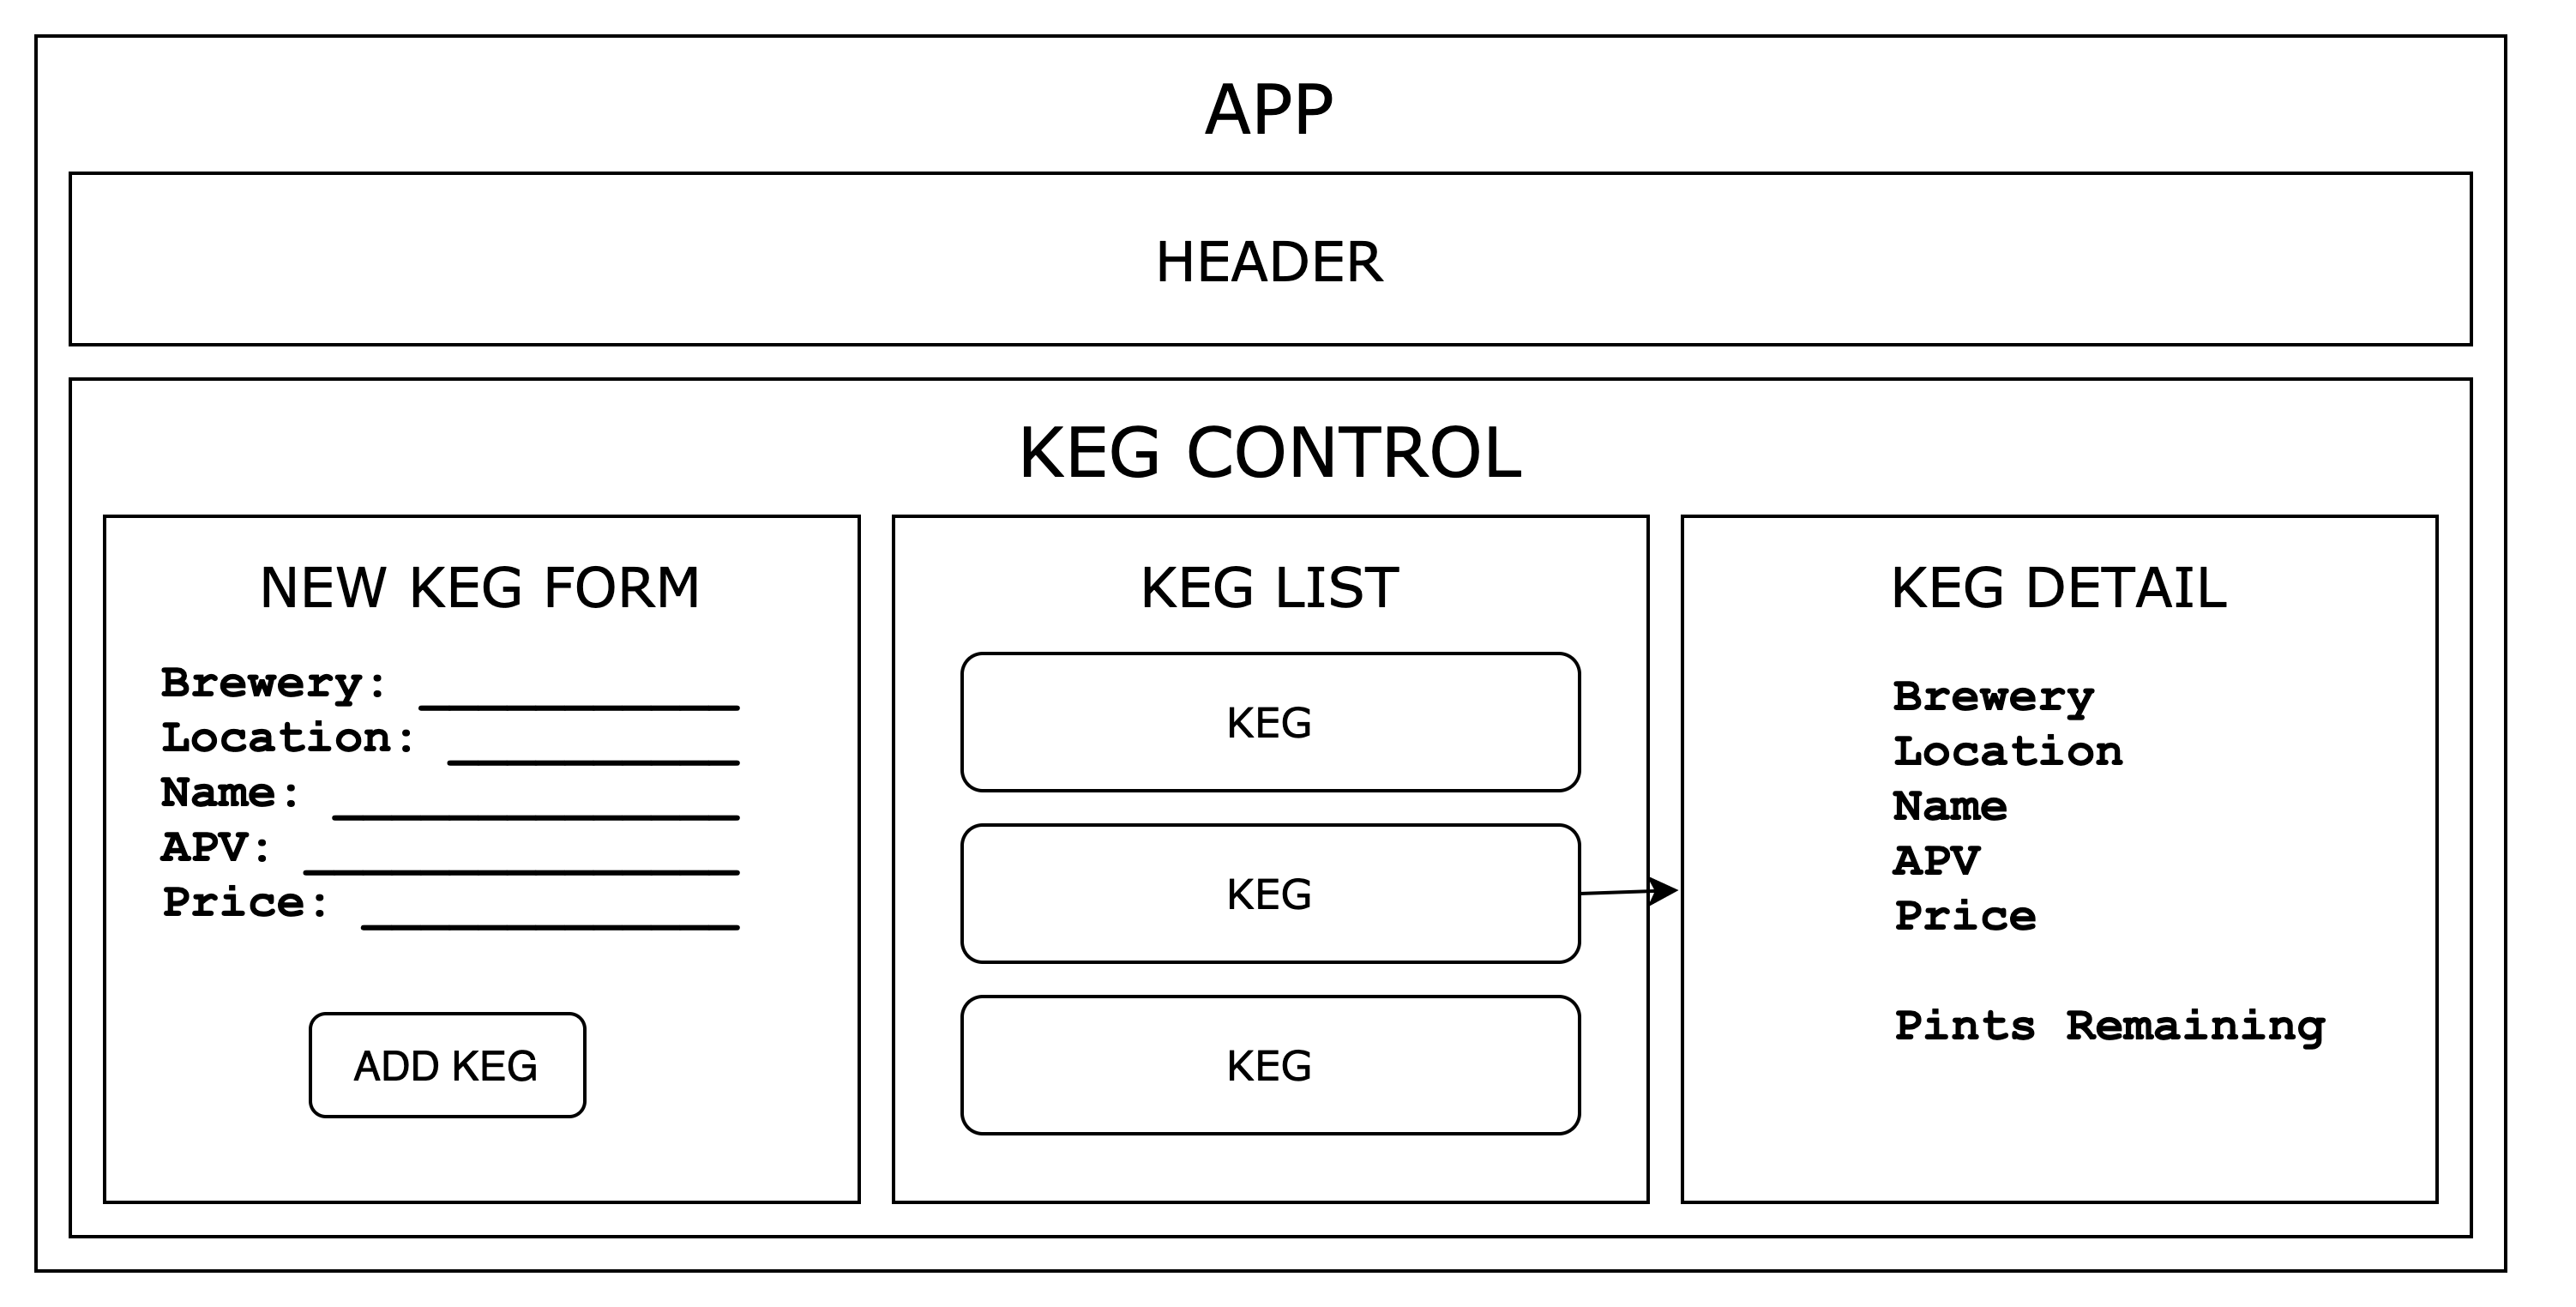 APP
HEADER
KEG CONTROL
NEW KEG FORM
Brewery:
Location:
Name:
APV:
Price:
ADD KEG
KEG LIST
KEG
KEG
KEG
KEG DETAIL
Brewery
Location
Name
APV
Price
Pints Remaining